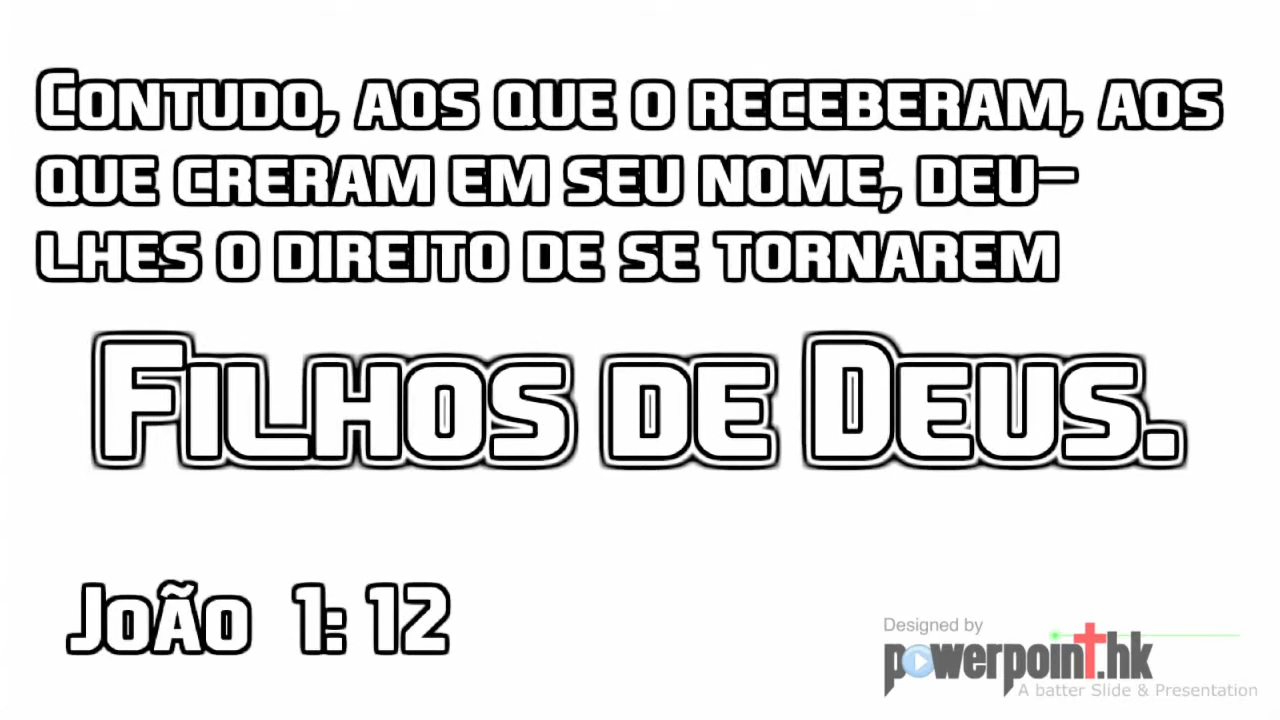 Contudo, aos que o receberam, aos
que creram em seu nome, deu-
lhes o direito de se tornarem
Filhos de Deus.
João 1: 12
Designed by
powerpoint.hk
A batter Slide & Presentation